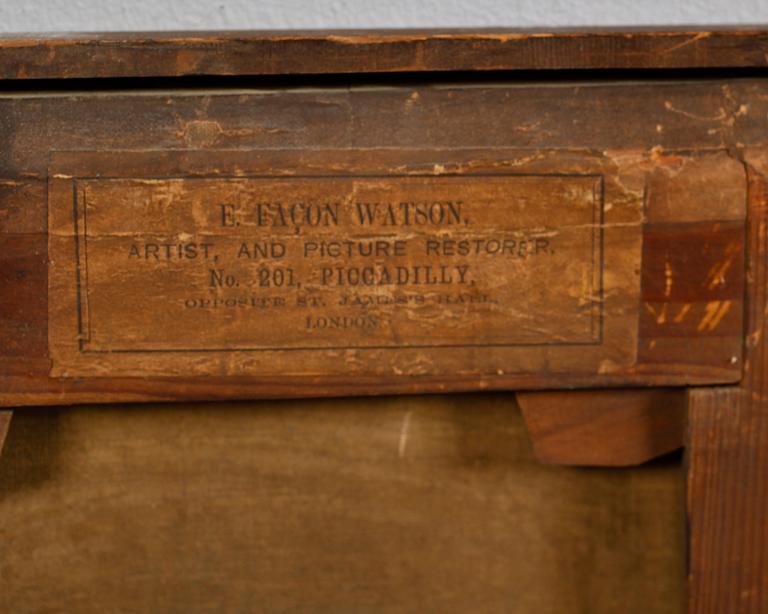 E. FAÇON WATSON,
ARTIST, AND PICTURE RESTORER,
No. 201, PICCADILLY,
OPPOSITE ST. JAMES'S HALL,
LONDON.